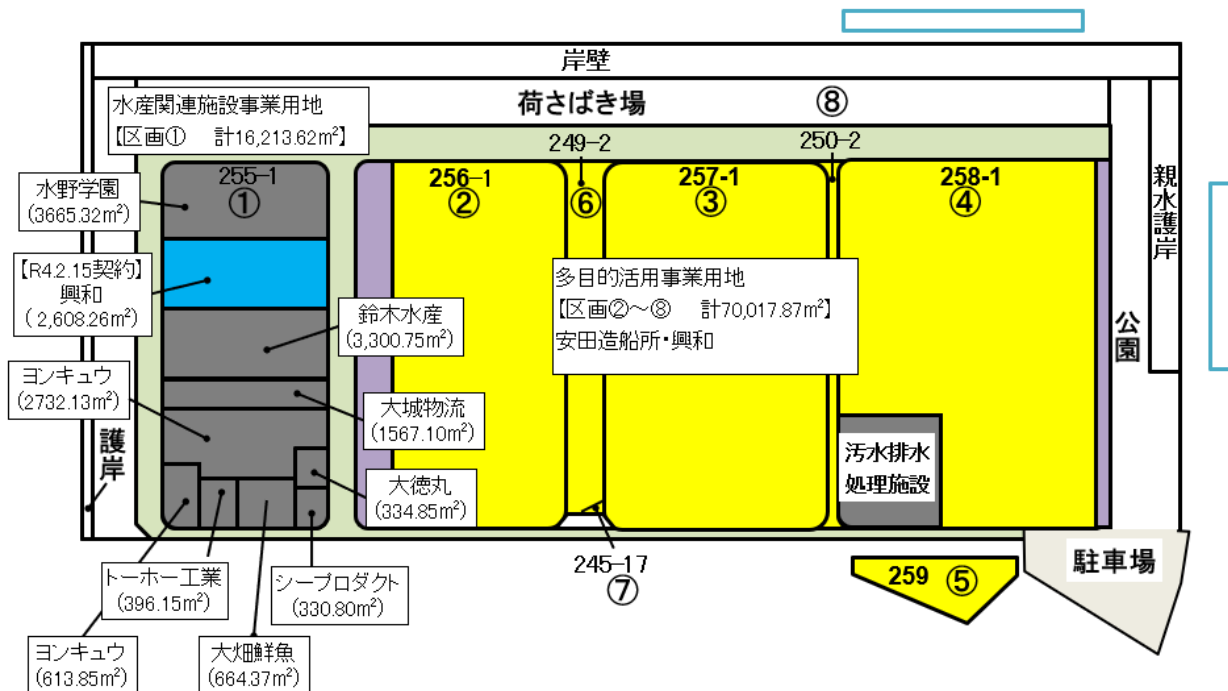 岸壁
水産関連施設事業用地
【区画① 計16,213.62m²】
荷さばき場
⑧
249-2
250-2
水野学園
(3665.32m²)
255-1
①
256-1
②
⑥
257-1
③
258-1
④
親水護岸
【R4.2.15契約】
興和
(2,608.26m²)
鈴木水産
(3,300.75m²)
多目的活用事業用地
【区画②～⑧ 計70,017.87m²】
安田造船所・興和
公園
ヨンキュウ
(2732.13m²)
大城物流
(1567.10m²)
護岸
大徳丸
(334.85m²)
汚水排水
処理施設
トーホー工業
(396.15m²)
シープロダクト
(330.80m²)
245-17
⑦
259 ⑤
駐車場
ヨンキュウ
(613.85m²)
大畑鮮魚
(664.37m²)